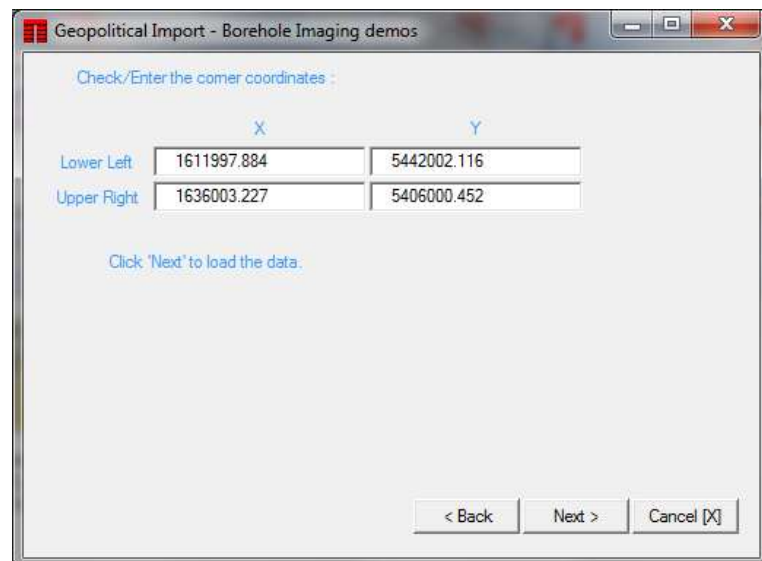 Geopolitical Import - Borehole Imaging demos
Check/Enter the corner coordinates :
X Y
Lower Left 1611997.884 5442002.116
Upper Right 1636003.227 5406000.452
Click 'Next' to load the data.
< Back Next > Cancel [X]